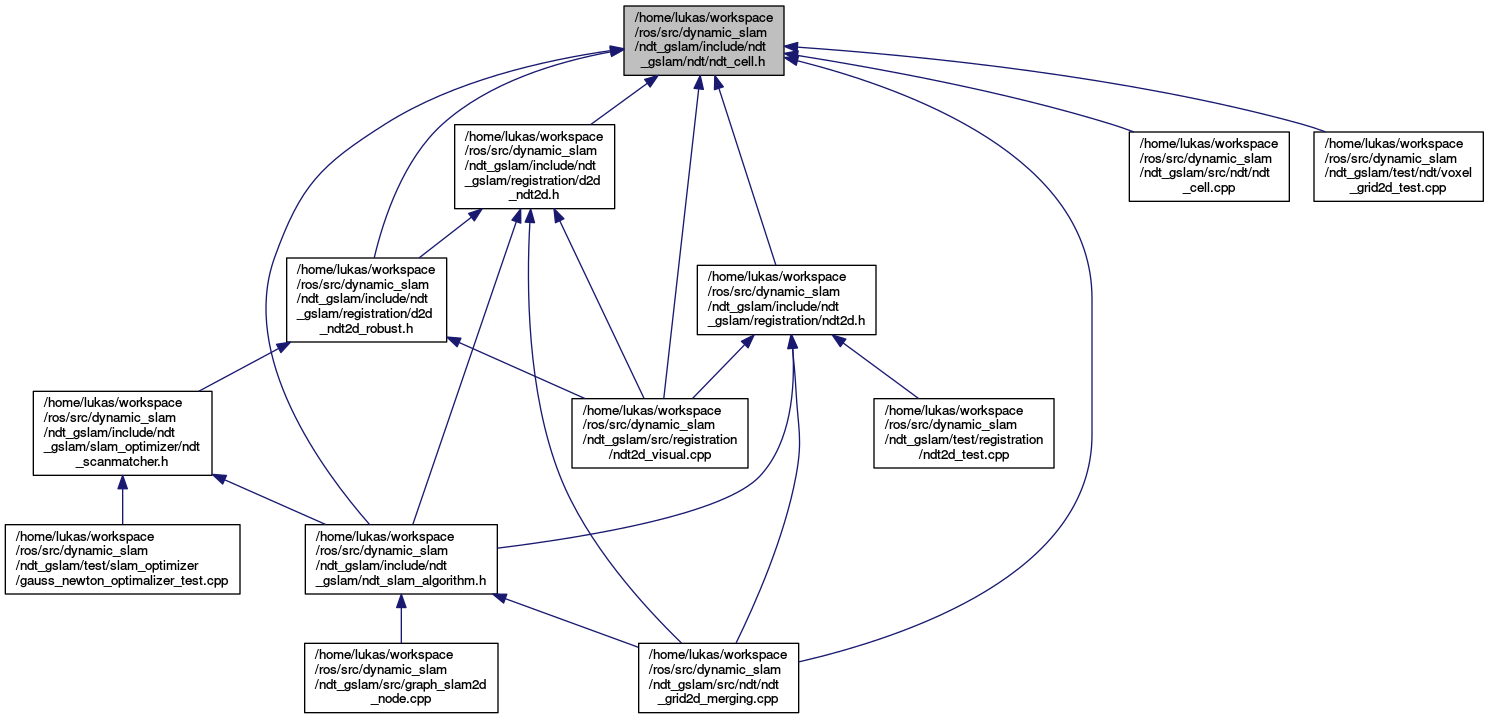 /home/lukas/workspace
/ros/src/dynamic_slam
/ndt_gslam/include/ndt
_gslam/ndt/ndt_cell.h
/home/lukas/workspace
/ros/src/dynamic_slam
/ndt_gslam/include/ndt
_gslam/registration/d2d
_ndt2d.h
/home/lukas/workspace
/ros/src/dynamic_slam
/ndt_gslam/src/ndt/ndt
_cell.cpp
/home/lukas/workspace
/ros/src/dynamic_slam
/ndt_gslam/test/ndt/voxel
_grid2d_test.cpp
/home/lukas/workspace
/ros/src/dynamic_slam
/ndt_gslam/include/ndt
_gslam/registration/d2d
_ndt2d_robust.h
/home/lukas/workspace
/ros/src/dynamic_slam
/ndt_gslam/include/ndt
_gslam/registration/ndt2d.h
/home/lukas/workspace
/ros/src/dynamic_slam
/ndt_gslam/include/ndt
_gslam/slam_optimizer/ndt
_scanmatcher.h
/home/lukas/workspace
/ros/src/dynamic_slam
/ndt_gslam/src/registration
/ndt2d_visual.cpp
/home/lukas/workspace
/ros/src/dynamic_slam
/ndt_gslam/test/registration
/ndt2d_test.cpp
/home/lukas/workspace
/ros/src/dynamic_slam
/ndt_gslam/test/slam_optimizer
/gauss_newton_optimalizer_test.cpp
/home/lukas/workspace
/ros/src/dynamic_slam
/ndt_gslam/include/ndt
_gslam/ndt_slam_algorithm.h
/home/lukas/workspace
/ros/src/dynamic_slam
/ndt_gslam/src/graph_slam2d
_node.cpp
/home/lukas/workspace
/ros/src/dynamic_slam
/ndt_gslam/src/ndt/ndt
_grid2d_merging.cpp